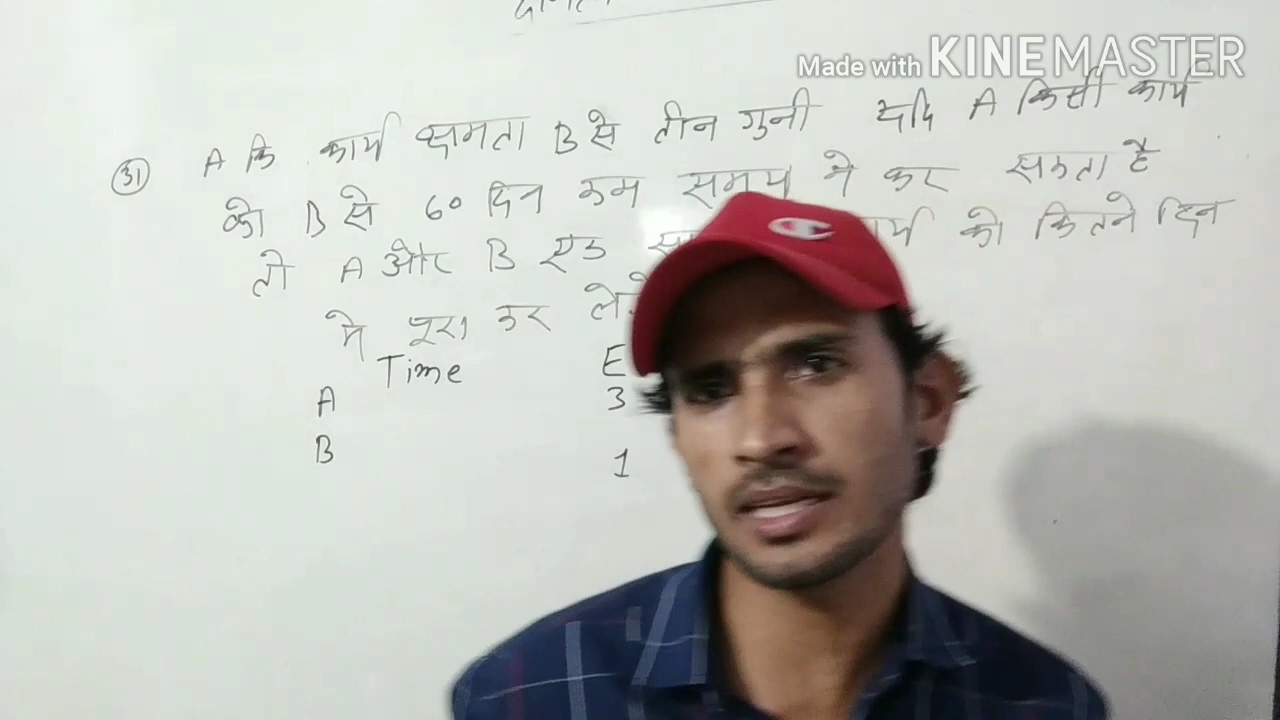 Made with KINEMASTER
(31) A कि कार्य क्षमता B से तीन गुनी यदि A किसी कार्य
को B से 60 दिन कम समय मे कर सकता है
तो A और B एक को कितने दिन
मे पूरा कर
Time E
A 3
B 1